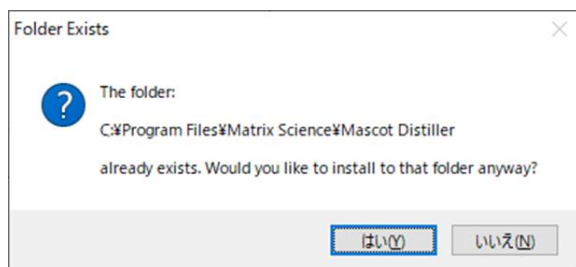 Folder Exists
The folder:
C:¥Program Files¥Matrix Science¥Mascot Distiller
already exists. Would you like to install to that folder anyway?
はい(Y)
いいえ(N)